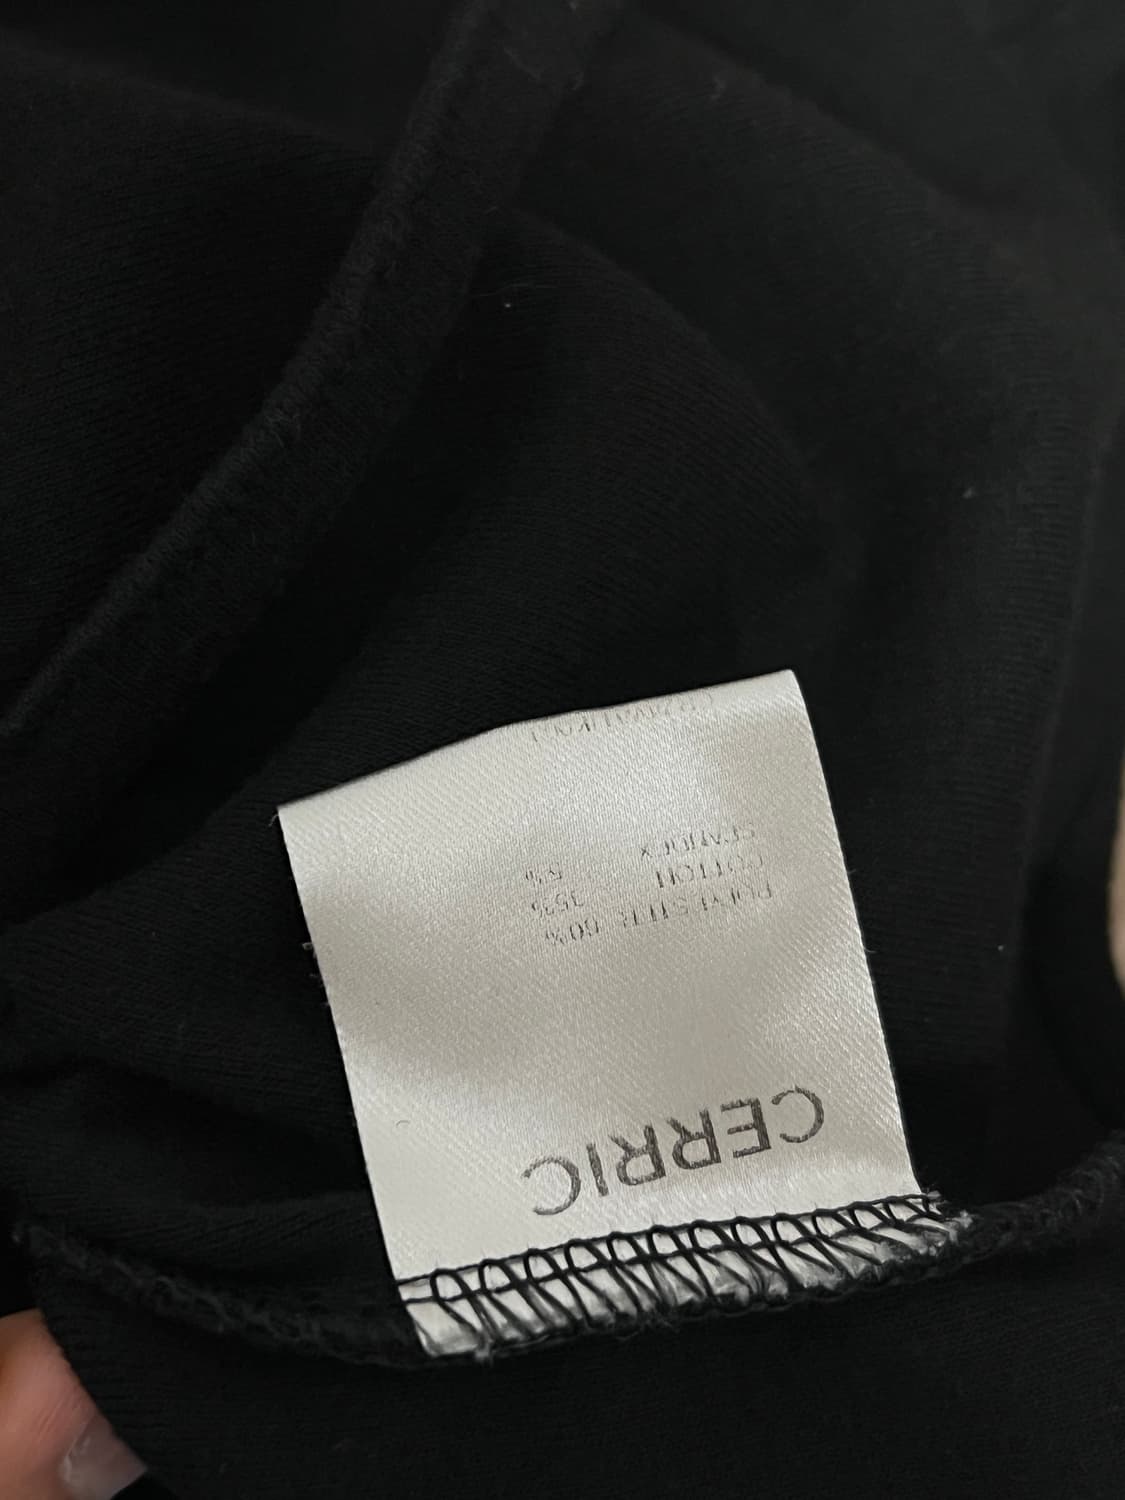 CERRIC
POLYESTER 60%
COTTON 35%
SPANDEX 5%